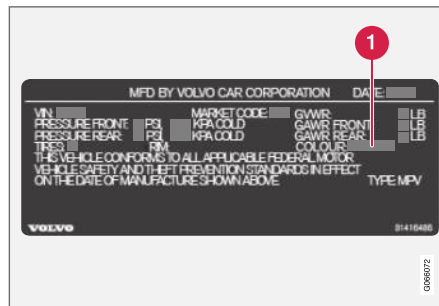 1
MFD BY VOLVO CAR CORPORATION DATE:
VIN: MARKET CODE: GVWR: LB
PRESSURE FRONT: PSI, KPA COLD GAWR FRONT: LB
PRESSURE REAR: PSI, KPA COLD GAWR REAR: LB
TIRES: RIM: COLOUR:
THIS VEHICLE CONFORMS TO ALL APPLICABLE FEDERAL MOTOR
VEHICLE SAFETY AND THEFT PREVENTION STANDARDS IN EFFECT
ON THE DATE OF MANUFACTURE SHOWN ABOVE. TYPE: MPV
VOLVO 31416486
G066072